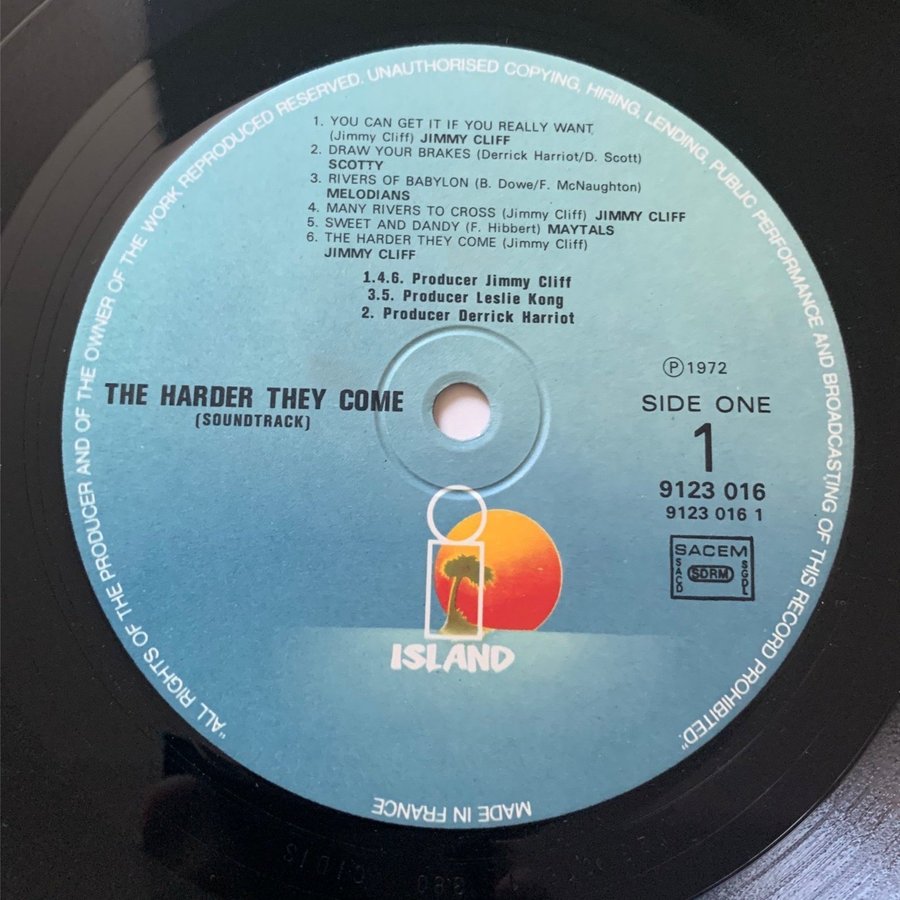 "ALL RIGHTS OF THE PRODUCER AND OF THE OWNER OF THE WORK REPRODUCED RESERVED. UNAUTHORISED COPYING, HIRING, LENDING, PUBLIC PERFORMANCE AND BROADCASTING OF THIS RECORD PROHIBITED."
1. YOU CAN GET IT IF YOU REALLY WANT
(Jimmy Cliff) JIMMY CLIFF
2. DRAW YOUR BRAKES (Derrick Harriot/D. Scott)
SCOTTY
3. RIVERS OF BABYLON (B. Dowe/F. McNaughton)
MELODIANS
4. MANY RIVERS TO CROSS (Jimmy Cliff) JIMMY CLIFF
5. SWEET AND DANDY (F. Hibbert) MAYTALS
6. THE HARDER THEY COME (Jimmy Cliff)
JIMMY CLIFF
1.4.6. Producer Jimmy Cliff
3.5. Producer Leslie Kong
2. Producer Derrick Harriot
THE HARDER THEY COME
(SOUNDTRACK)
Ⓟ 1972
SIDE ONE
1
9123 016
9123 016 1
SACEM
SACD
SDRM
SGDL
i
ISLAND
MADE IN FRANCE